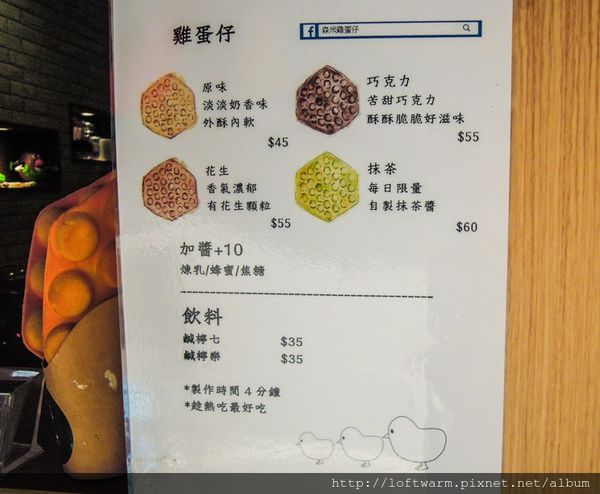 雞蛋仔
f 森米雞蛋仔
原味
淡淡奶香味
外酥內軟
$45
巧克力
苦甜巧克力
酥酥脆脆好滋味
$55
花生
香氣濃郁
有花生顆粒
$55
抹茶
每日限量
自製抹茶醬
$60
加醬+10
煉乳/蜂蜜/焦糖
飲料
鹹檸七 $35
鹹檸樂 $35
*製作時間 4 分鐘
*趁熱吃最好吃
http://loftwarm.pixnet.net/album